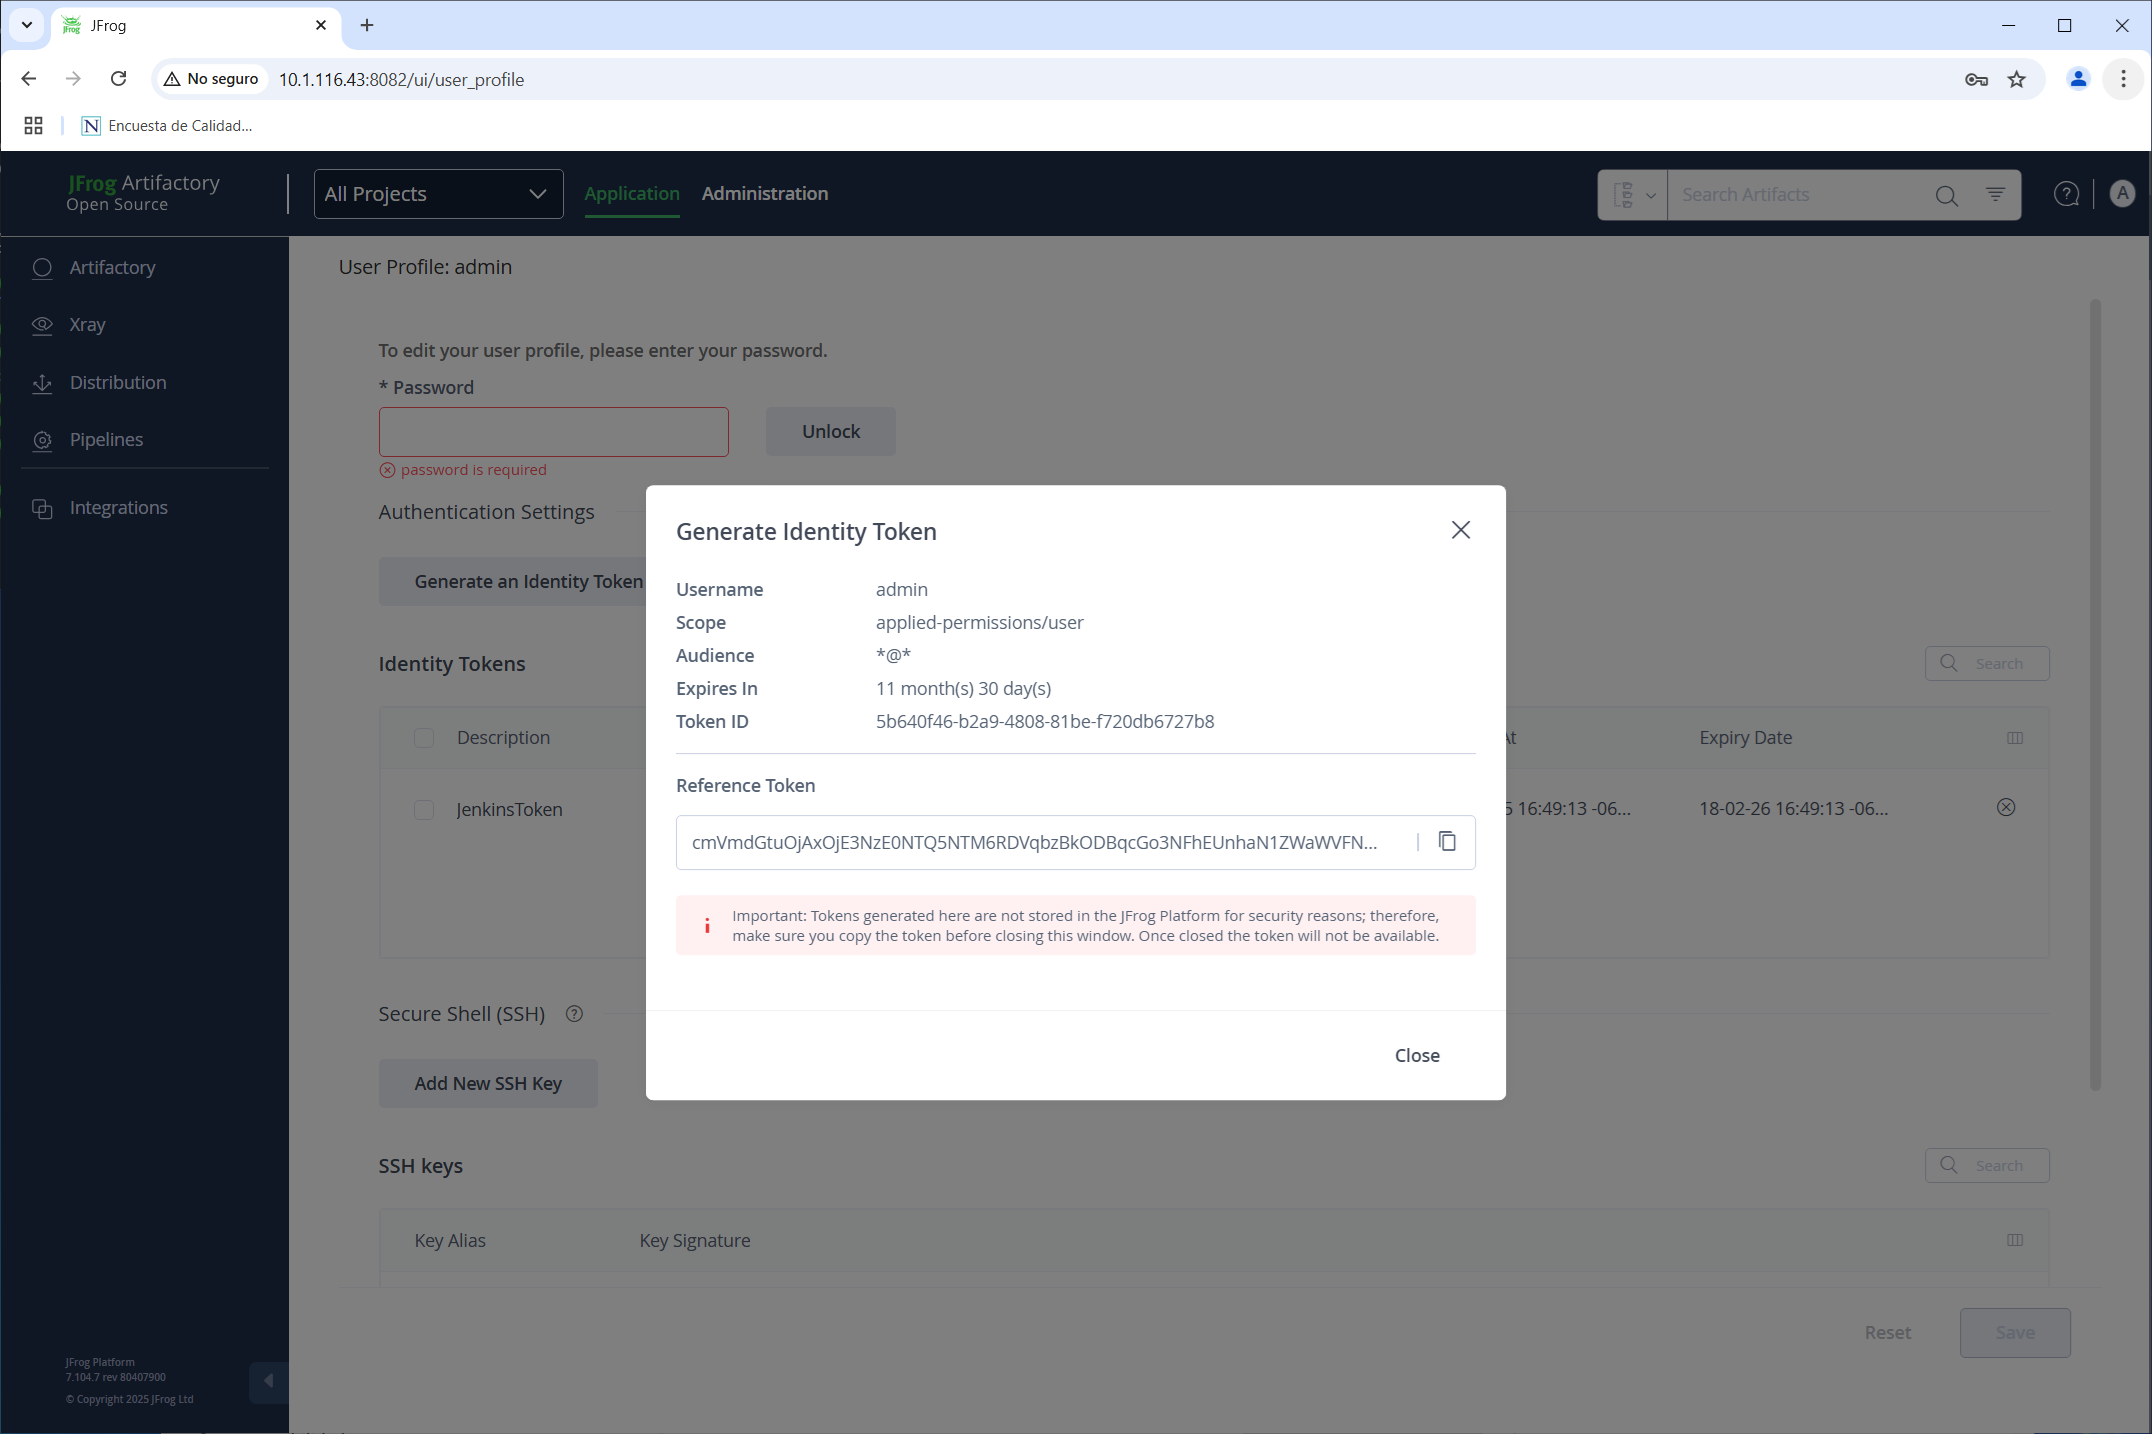 JFrog
No seguro
10.1.116.43:8082/ui/user_profile
Encuesta de Calidad...
JFrog Artifactory
Open Source
All Projects
Application
Administration
Search Artifacts
A
Artifactory
Xray
Distribution
Pipelines
Integrations
User Profile: admin
To edit your user profile, please enter your password.
* Password
Unlock
password is required
Authentication Settings
Generate an Identity Token
Identity Tokens
Search
Description
At
Expiry Date
JenkinsToken
5 16:49:13 -06...
18-02-26 16:49:13 -06...
Generate Identity Token
Username admin
Scope applied-permissions/user
Audience *@*
Expires In 11 month(s) 30 day(s)
Token ID 5b640f46-b2a9-4808-81be-f720db6727b8
Reference Token
cmVmdGtuOjAxOjE3NzE0NTQ5NTM6RDVqbzBkODBqcGo3NFhEUnhaN1ZWaWVFN...
Important: Tokens generated here are not stored in the JFrog Platform for security reasons; therefore,
make sure you copy the token before closing this window. Once closed the token will not be available.
Close
Secure Shell (SSH)
Add New SSH Key
SSH keys
Search
Key Alias
Key Signature
Reset
Save
JFrog Platform
7.104.7 rev 80407900
© Copyright 2025 JFrog Ltd